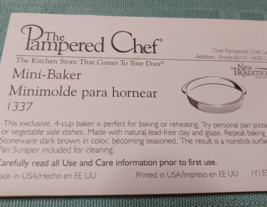 The
Pampered Chef®
The Kitchen Store That Comes To Your Door®
One Pampered Chef
Addison, Illinois 60101
New
TRADITIONS
Mini-Baker
Minimolde para hornear
1337
This exclusive, 4-cup baker is perfect for baking or reheating. Try personal pan pizza
or vegetable side dishes. Made with natural lead-free clay and glaze. Repeat baking
Stoneware dark brown in color, becoming seasoned. The result is a nonstick surfa
Pan Scraper included for cleaning.
Carefully read all Use and Care information prior to first use.
Made in USA/Hecho en EE UU
Printed in USA/Impreso en EE UU